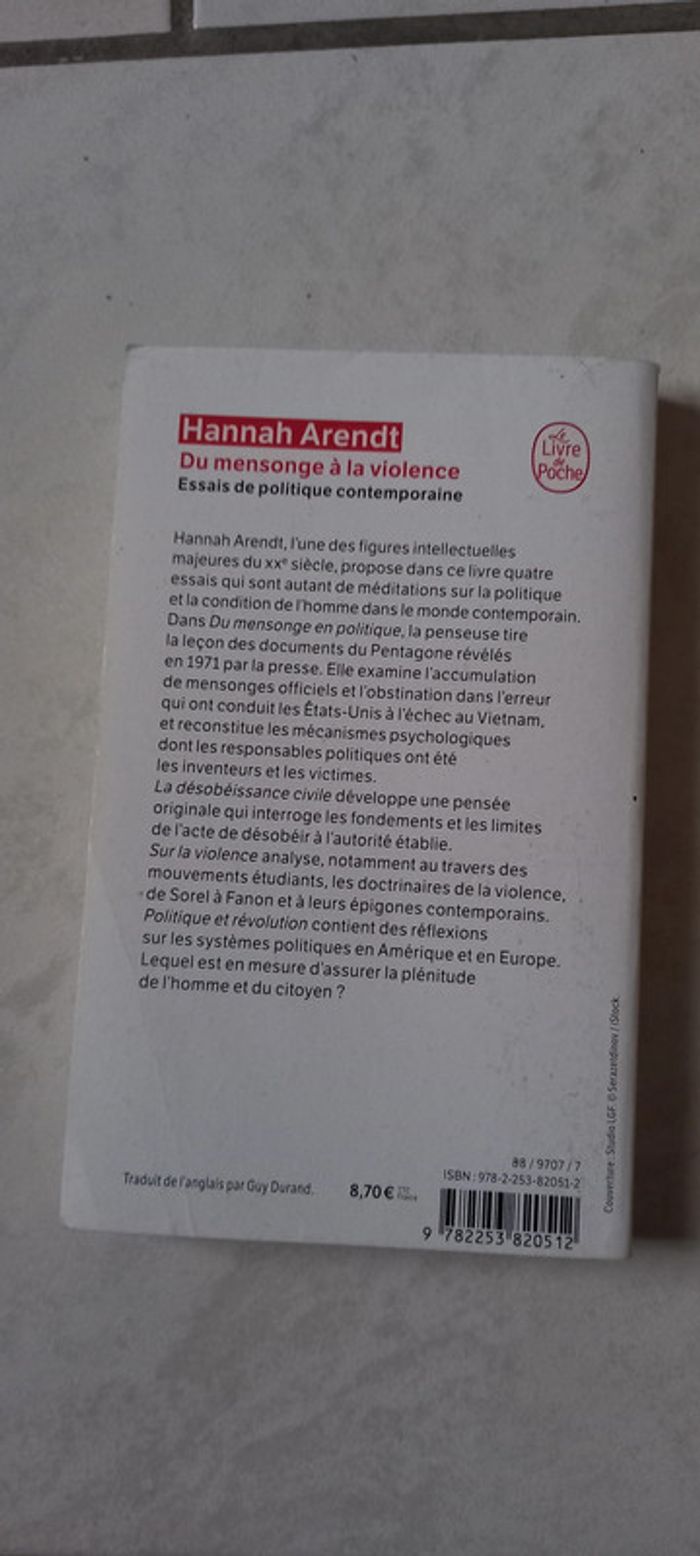 Hannah Arendt
Du mensonge à la violence
Essais de politique contemporaine
Le
Livre
de
Poche
Hannah Arendt, l'une des figures intellectuelles
majeures du XXe siècle, propose dans ce livre quatre
essais qui sont autant de méditations sur la politique
et la condition de l'homme dans le monde contemporain.
Dans Du mensonge en politique, la penseuse tire
la leçon des documents du Pentagone révélés
en 1971 par la presse. Elle examine l'accumulation
de mensonges officiels et l'obstination dans l'erreur
qui ont conduit les États-Unis à l'échec au Vietnam,
et reconstitue les mécanismes psychologiques
dont les responsables politiques ont été
les inventeurs et les victimes.
La désobéissance civile développe une pensée
originale qui interroge les fondements et les limites
de l'acte de désobéir à l'autorité établie.
Sur la violence analyse, notamment au travers des
mouvements étudiants, les doctrinaires de la violence,
de Sorel à Fanon et à leurs épigones contemporains.
Politique et révolution contient des réflexions
sur les systèmes politiques en Amérique et en Europe.
Lequel est en mesure d'assurer la plénitude
de l'homme et du citoyen ?
Couverture : Studio LGF. © Serazetdinov / iStock.
Traduit de l'anglais par Guy Durand.
8,70 €
88 / 9707 / 7
ISBN : 978-2-253-82051-2
9 782253 820512